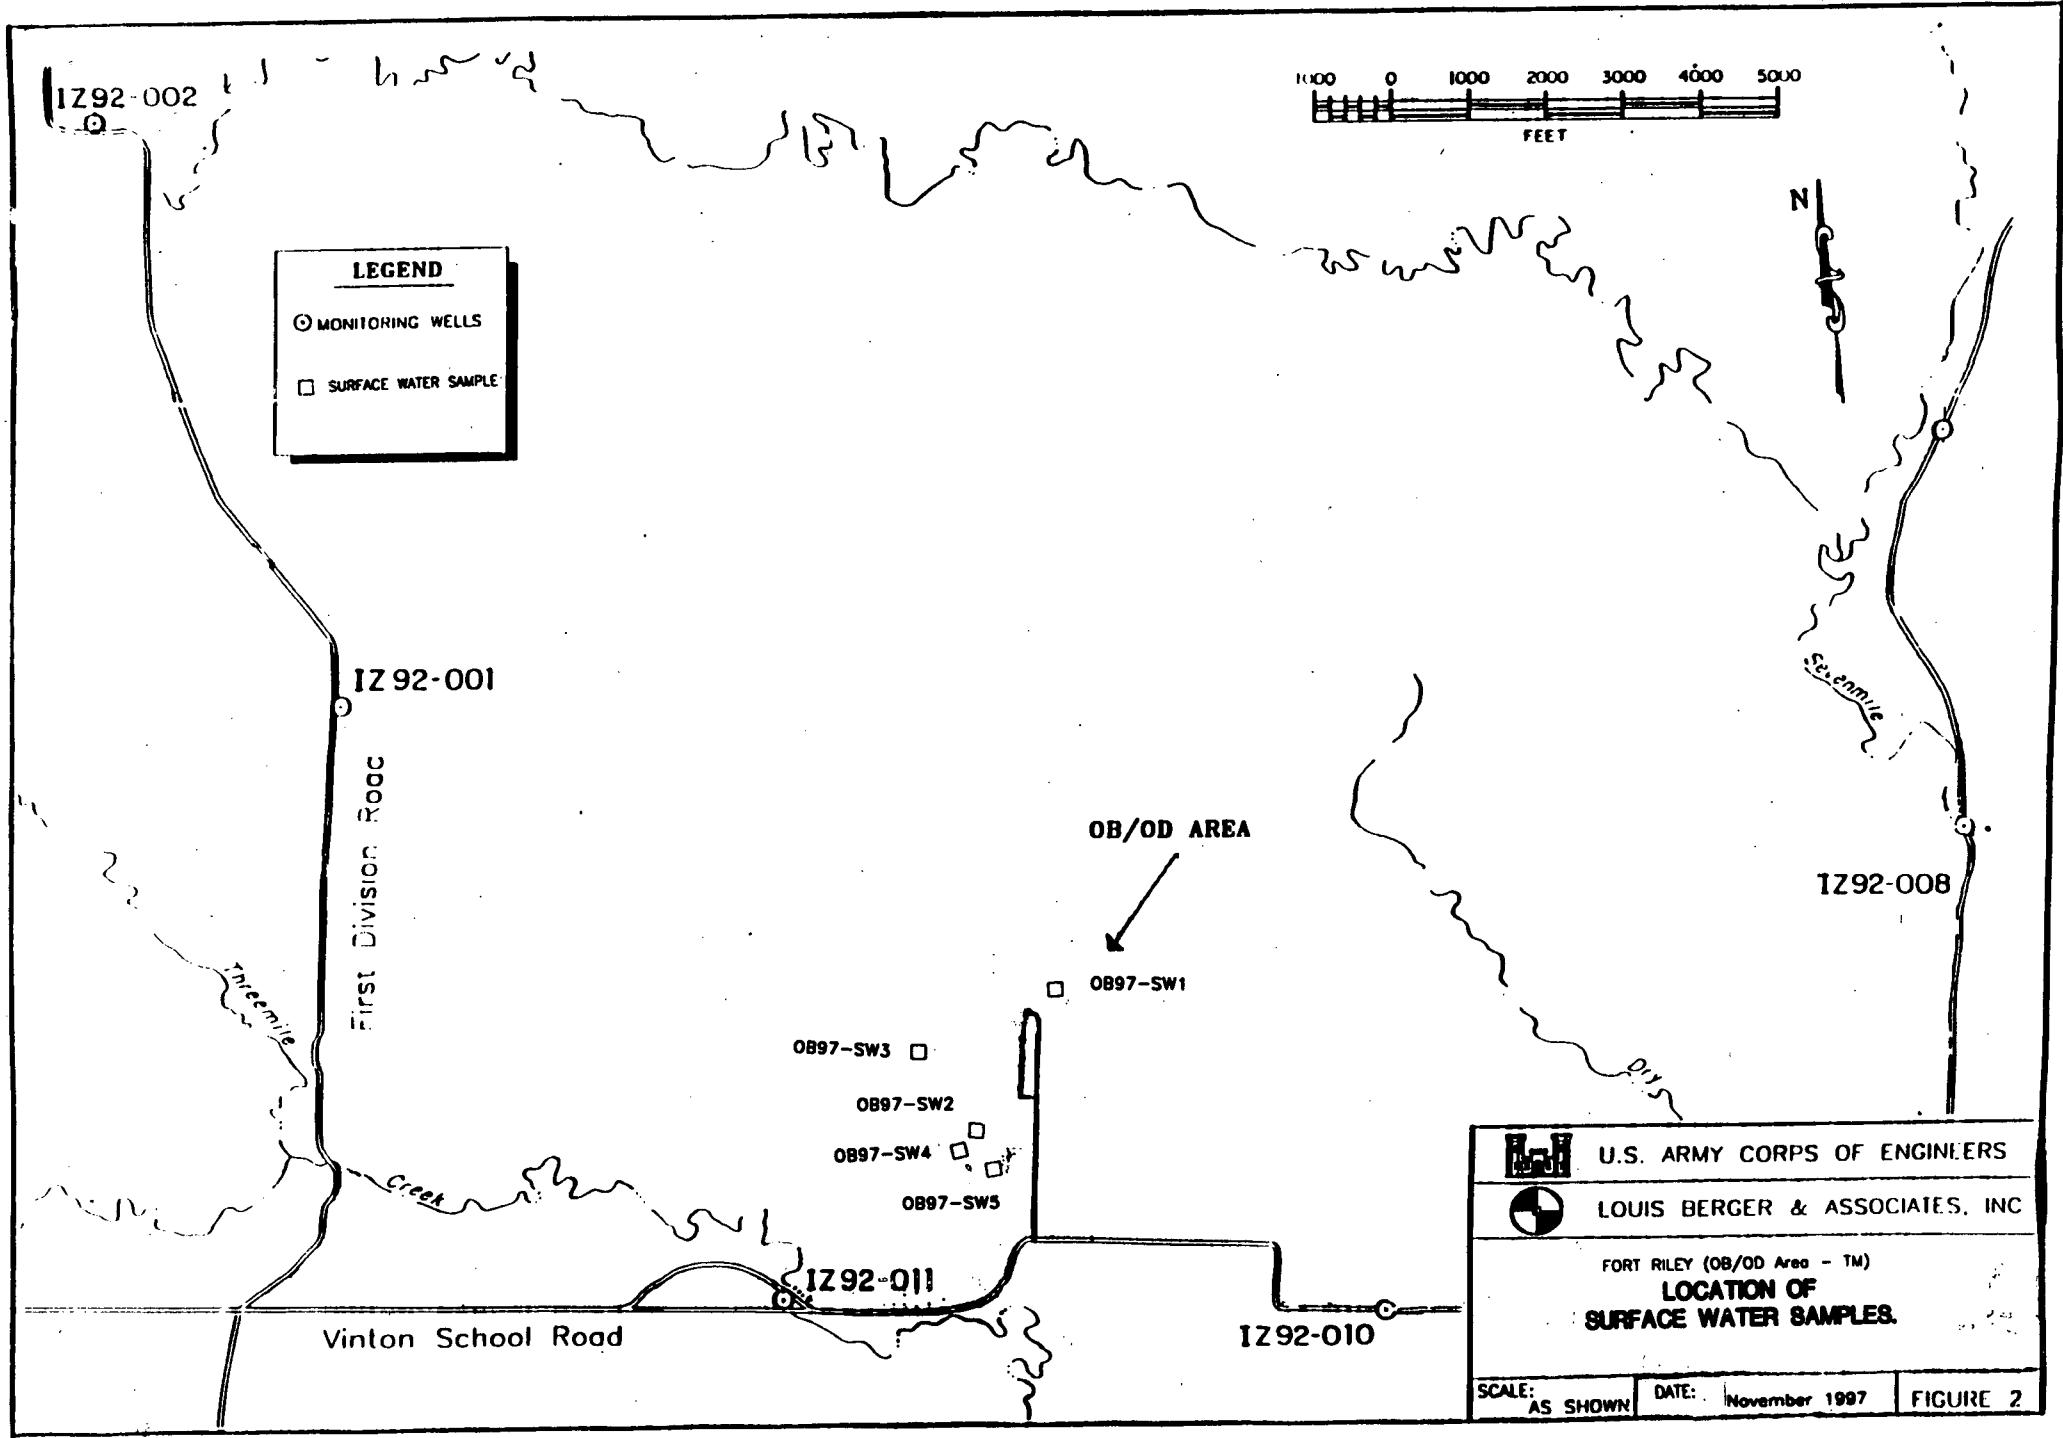 IZ92-002
1000 0 1000 2000 3000 4000 5000
FEET
N
LEGEND
MONITORING WELLS
SURFACE WATER SAMPLE
IZ92-001
First Division Road
Sevenmile
OB/OD AREA
IZ92-008
OB97-SW1
Threemile
OB97-SW3
OB97-SW2
OB97-SW4
OB97-SW5
Dry
Creek
IZ92-011
Vinton School Road
IZ92-010
U.S. ARMY CORPS OF ENGINEERS
LOUIS BERGER & ASSOCIATES, INC
FORT RILEY (OB/OD Area - TM)
LOCATION OF
SURFACE WATER SAMPLES.
SCALE: AS SHOWN
DATE: November 1997
FIGURE 2